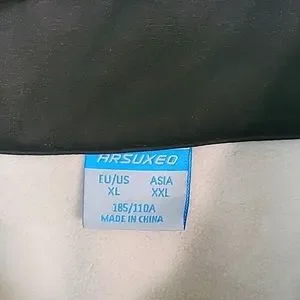 ARSUXEO
EU/US ASIA
XL XXL
185/110A
MADE IN CHINA